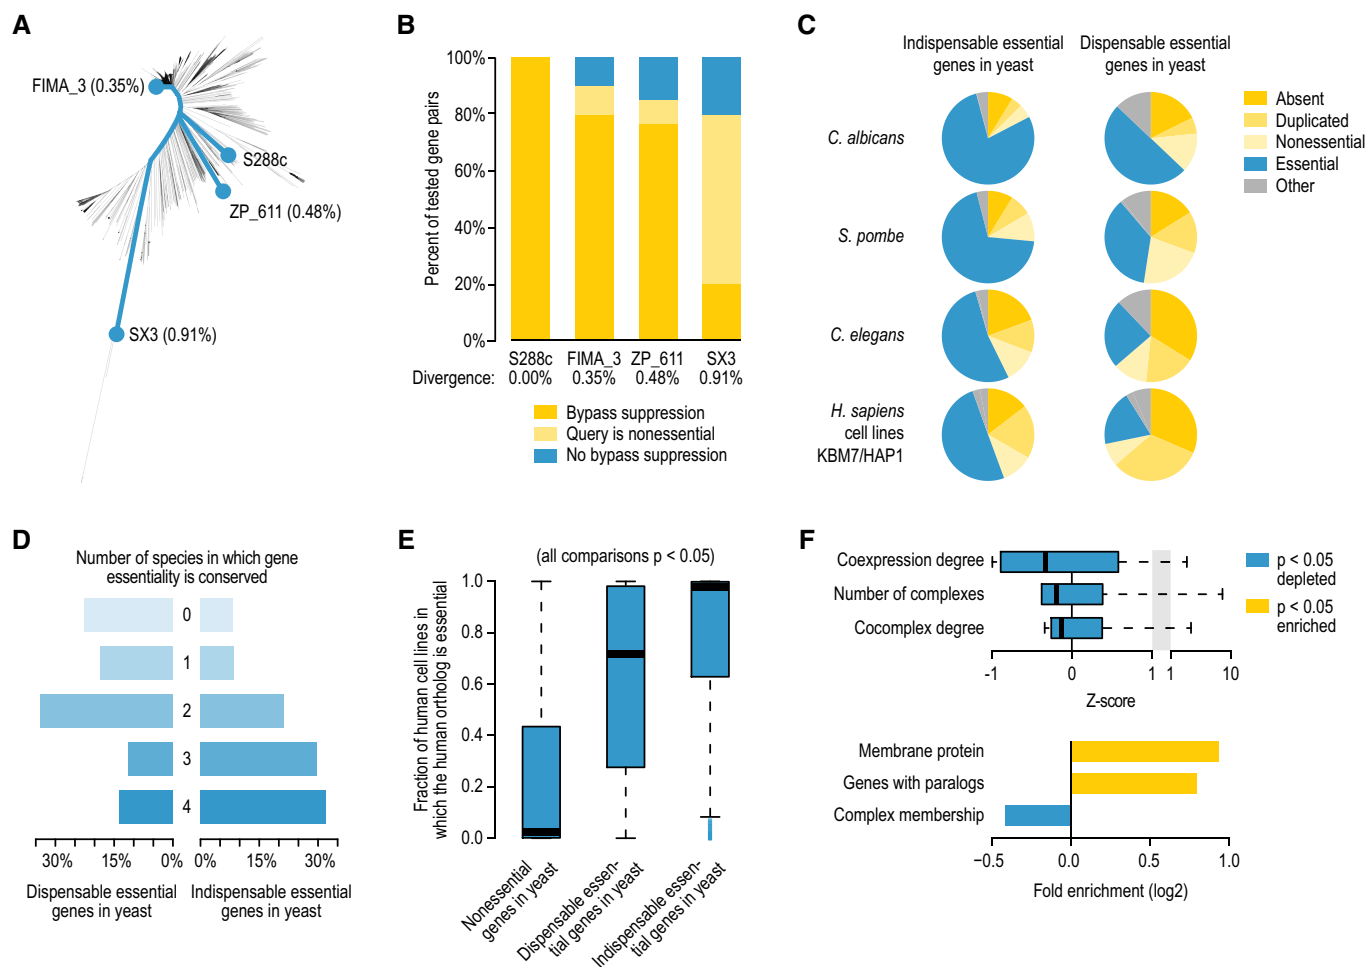 A
FIMA_3 (0.35%)
S288c
ZP_611 (0.48%)
SX3 (0.91%)
B
Percent of tested gene pairs
100%
80%
60%
40%
20%
0%
S288c FIMA_3 ZP_611 SX3
Divergence: 0.00% 0.35% 0.48% 0.91%
Bypass suppression
Query is nonessential
No bypass suppression
C
Indispensable essential
genes in yeast
Dispensable essential
genes in yeast
Absent
Duplicated
Nonessential
Essential
Other
C. albicans
S. pombe
C. elegans
H. sapiens
cell lines
KBM7/HAP1
D
Number of species in which gene
essentiality is conserved
0
1
2
3
4
30% 15% 0% 0% 15% 30%
Dispensable essential
genes in yeast
Indispensable essential
genes in yeast
E
(all comparisons p < 0.05)
Fraction of human cell lines in
which the human ortholog is essential
1.0
0.8
0.6
0.4
0.2
0.0
Nonessential
genes in yeast
Dispensable essen-
tial genes in yeast
Indispensable essen-
tial genes in yeast
F
Coexpression degree
Number of complexes
Cocomplex degree
-1 0 1 1 10
Z-score
p < 0.05
depleted
p < 0.05
enriched
Membrane protein
Genes with paralogs
Complex membership
−0.5 0.0 0.5 1.0
Fold enrichment (log2)